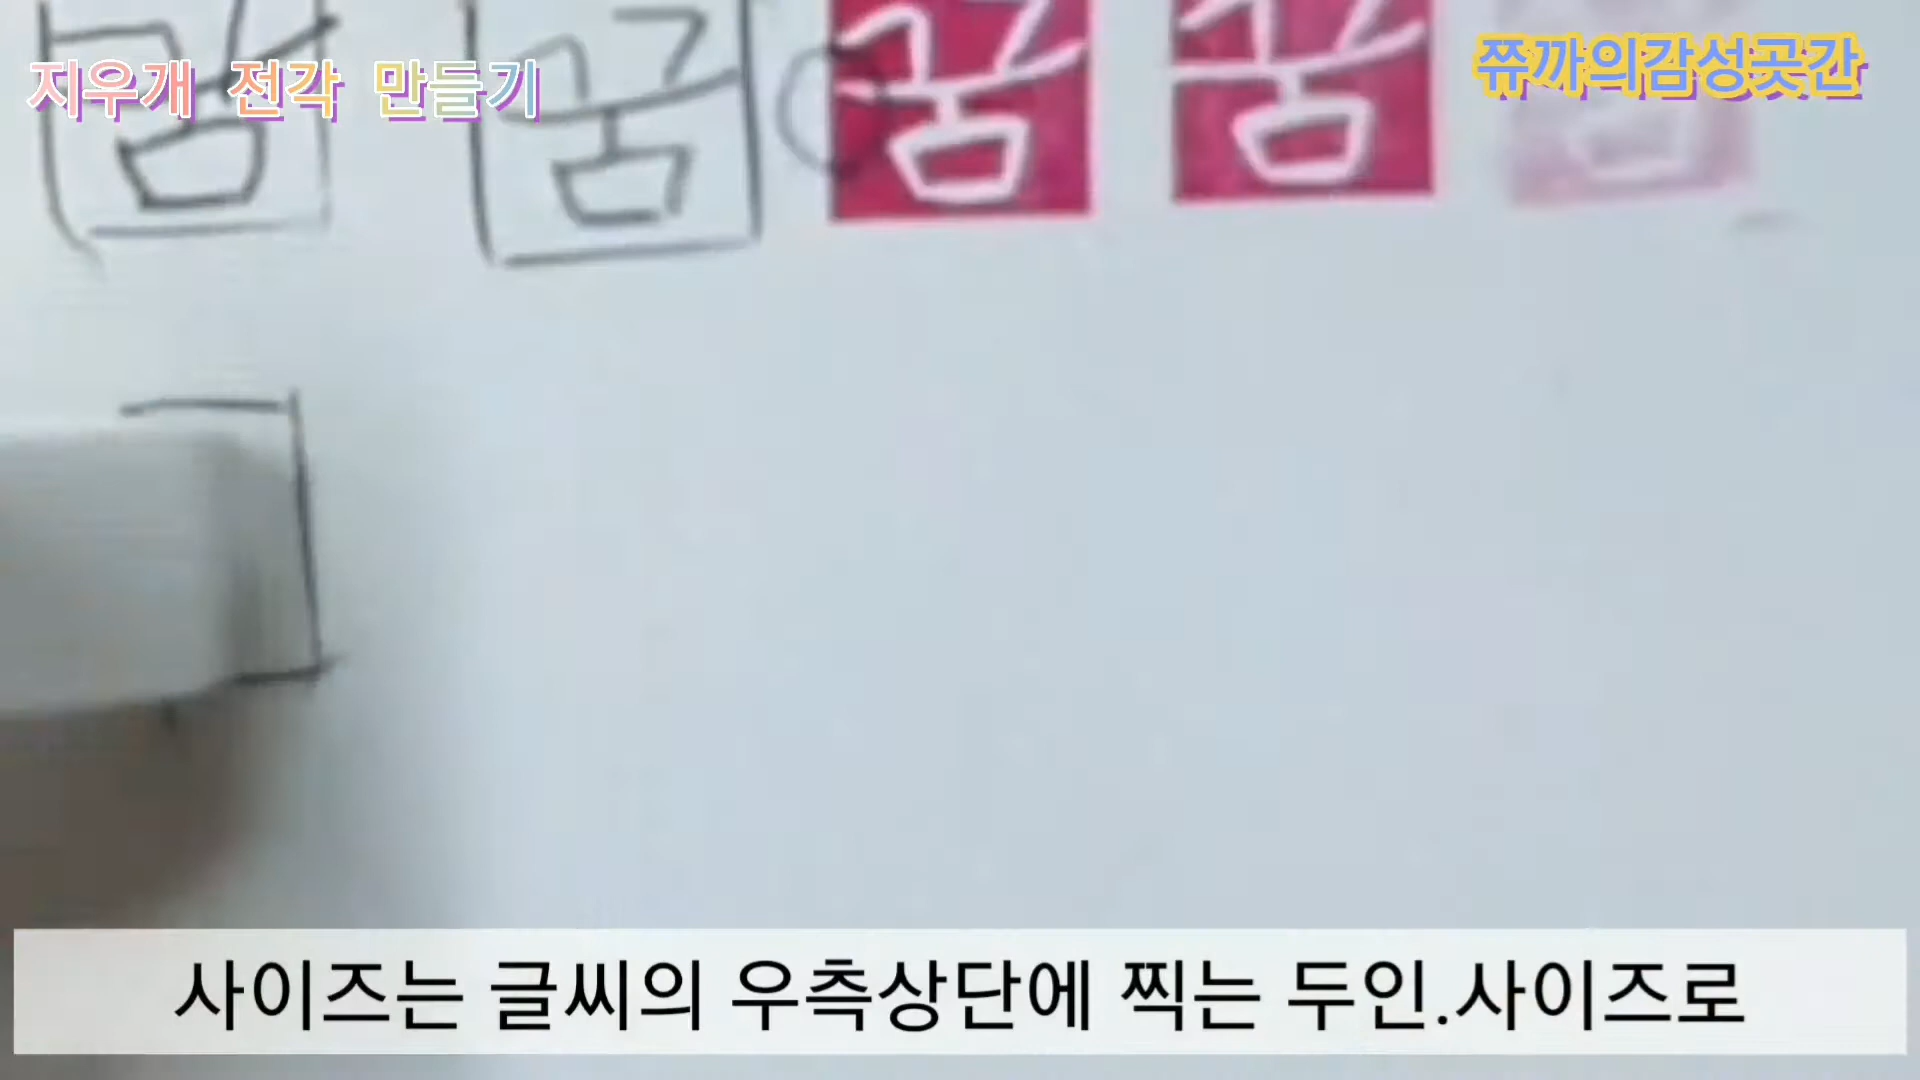 지우개 전각 만들기
쮸까의감성곳간
꿈 꿈 꿈 꿈
사이즈는 글씨의 우측상단에 찍는 두인.사이즈로